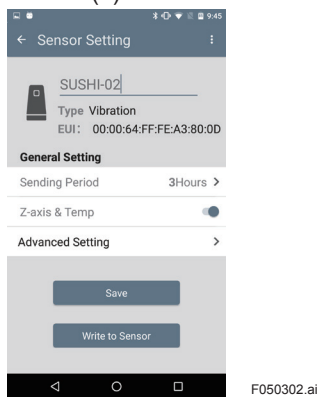 9:45
Sensor Setting
SUSHI-02
Type Vibration
EUI: 00:00:64:FF:FE:A3:80:0D
General Setting
Sending Period 3Hours >
Z-axis & Temp
Advanced Setting >
Save
Write to Sensor
F050302.ai